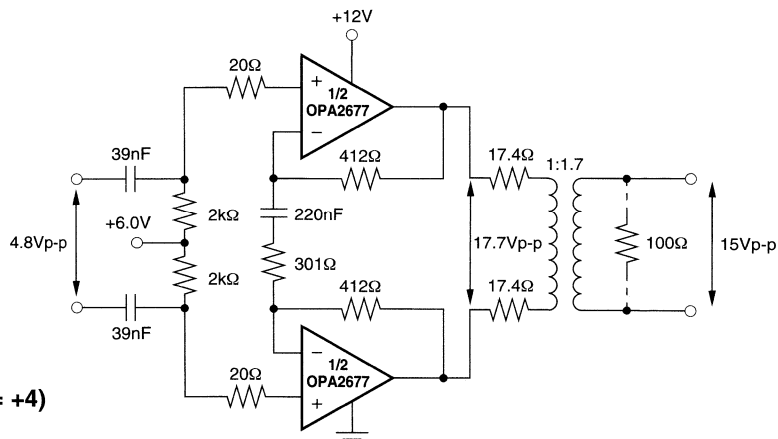 +12V
20Ω
+
1/2
OPA2677
−
39nF
412Ω
17.4Ω
1:1.7
2kΩ
220nF
+6.0V
4.8Vp-p
17.7Vp-p
100Ω
15Vp-p
2kΩ
301Ω
412Ω
17.4Ω
39nF
−
1/2
OPA2677
+
20Ω
= +4)